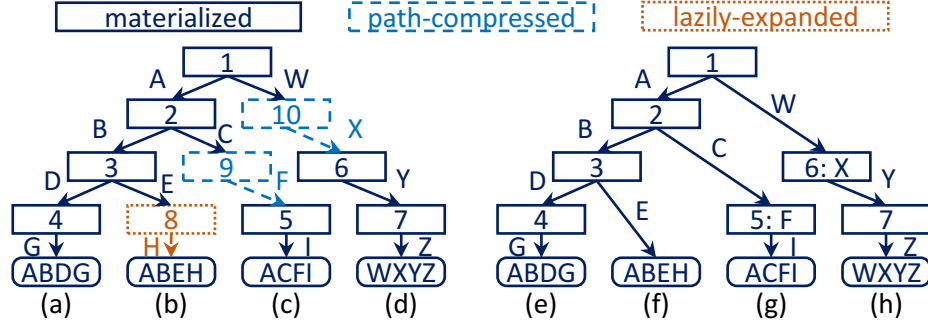 materialized path-compressed lazily-expanded
1 1
A W A W
2 10 2
B C X B C
3 9 6 3 6: X
D E F Y D E Y
4 8 5 7 4 5: F 7
G H I Z G I Z
ABDG ABEH ACFI WXYZ ABDG ABEH ACFI WXYZ
(a) (b) (c) (d) (e) (f) (g) (h)